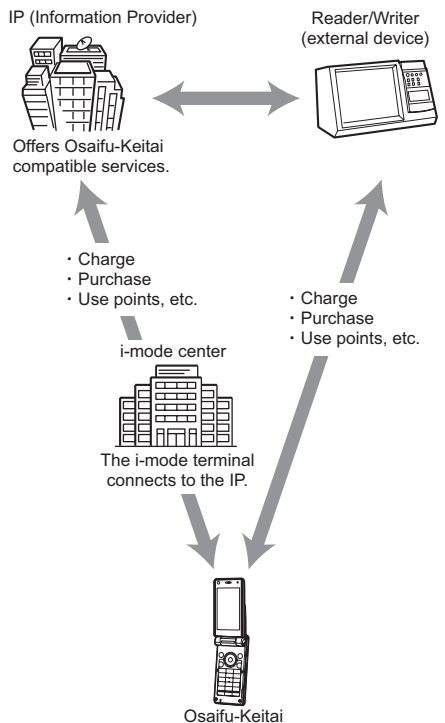 IP (Information Provider)
Reader/Writer
(external device)
Offers Osaifu-Keitai
compatible services.
・Charge
・Purchase
・Use points, etc.
・Charge
・Purchase
・Use points, etc.
i-mode center
The i-mode terminal
connects to the IP.
Osaifu-Keitai